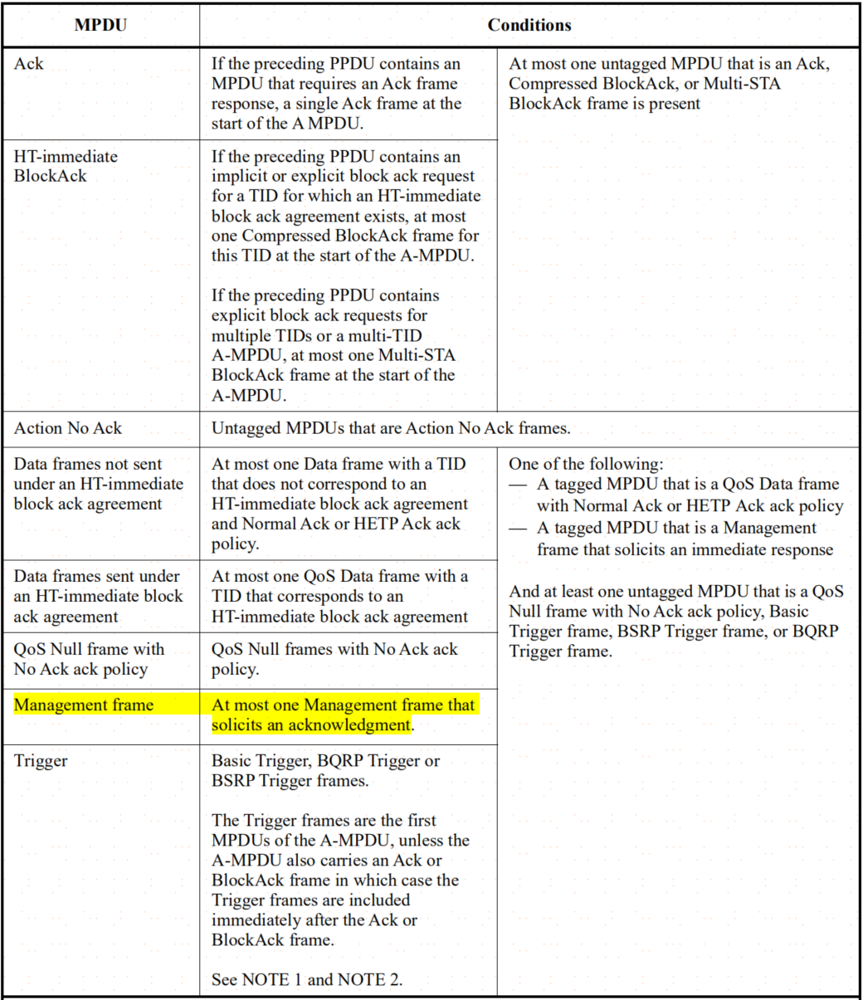 MPDU
Conditions
Ack
If the preceding PPDU contains an
MPDU that requires an Ack frame
response, a single Ack frame at the
start of the A MPDU.
At most one untagged MPDU that is an Ack,
Compressed BlockAck, or Multi-STA
BlockAck frame is present
HT-immediate
BlockAck
If the preceding PPDU contains an
implicit or explicit block ack request
for a TID for which an HT-immediate
block ack agreement exists, at most
one Compressed BlockAck frame for
this TID at the start of the A-MPDU.
If the preceding PPDU contains
explicit block ack requests for
multiple TIDs or a multi-TID
A-MPDU, at most one Multi-STA
BlockAck frame at the start of the
A-MPDU.
Action No Ack
Untagged MPDUs that are Action No Ack frames.
Data frames not sent
under an HT-immediate
block ack agreement
At most one Data frame with a TID
that does not correspond to an
HT-immediate block ack agreement
and Normal Ack or HETP Ack ack
policy.
One of the following:
— A tagged MPDU that is a QoS Data frame
with Normal Ack or HETP Ack ack policy
— A tagged MPDU that is a Management
frame that solicits an immediate response
And at least one untagged MPDU that is a QoS
Null frame with No Ack ack policy, Basic
Trigger frame, BSRP Trigger frame, or BQRP
Trigger frame.
Data frames sent under
an HT-immediate block
ack agreement
At most one QoS Data frame with a
TID that corresponds to an
HT-immediate block ack agreement
QoS Null frame with
No Ack ack policy
QoS Null frames with No Ack ack
policy.
Management frame
At most one Management frame that
solicits an acknowledgment.
Trigger
Basic Trigger, BQRP Trigger or
BSRP Trigger frames.
The Trigger frames are the first
MPDUs of the A-MPDU, unless the
A-MPDU also carries an Ack or
BlockAck frame in which case the
Trigger frames are included
immediately after the Ack or
BlockAck frame.
See NOTE 1 and NOTE 2.